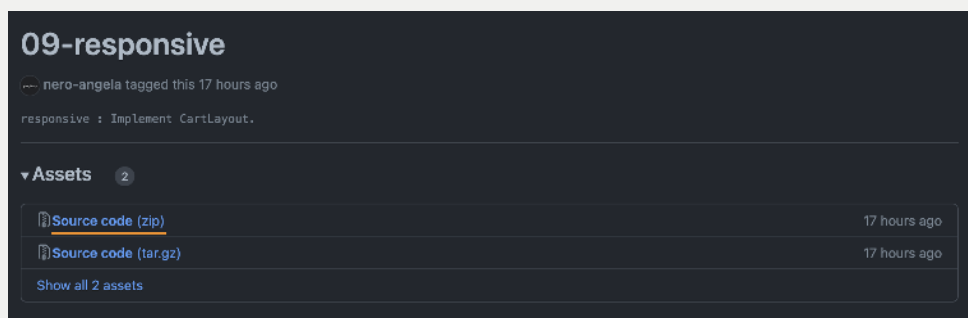 09-responsive
nero-angela tagged this 17 hours ago
responsive : Implement CartLayout.
Assets 2
Source code (zip) 17 hours ago
Source code (tar.gz) 17 hours ago
Show all 2 assets